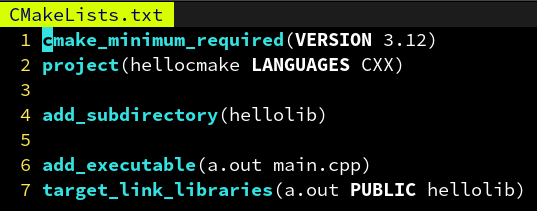 CMakeLists.txt
1 cmake_minimum_required(VERSION 3.12)
2 project(hellocmake LANGUAGES CXX)
3
4 add_subdirectory(hellolib)
5
6 add_executable(a.out main.cpp)
7 target_link_libraries(a.out PUBLIC hellolib)